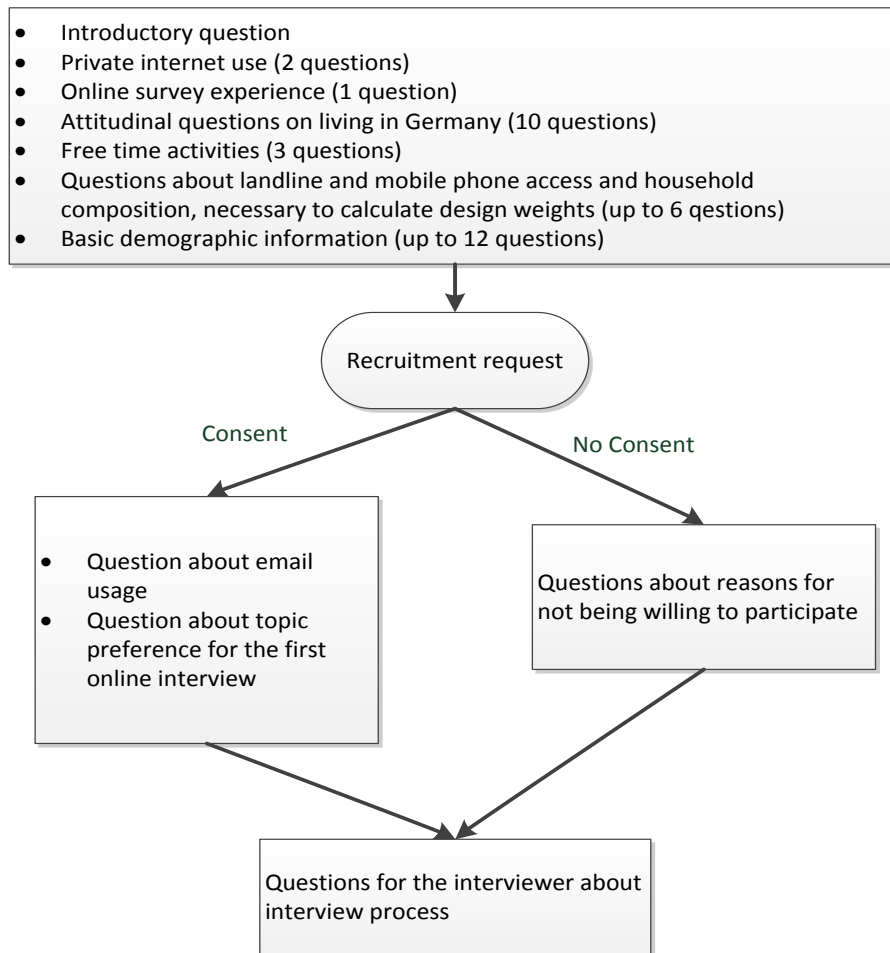 • Introductory question
• Private internet use (2 questions)
• Online survey experience (1 question)
• Attitudinal questions on living in Germany (10 questions)
• Free time activities (3 questions)
• Questions about landline and mobile phone access and household
composition, necessary to calculate design weights (up to 6 qestions)
• Basic demographic information (up to 12 questions)
Recruitment request
Consent
No Consent
• Question about email
usage
• Question about topic
preference for the first
online interview
Questions about reasons for
not being willing to participate
Questions for the interviewer about
interview process